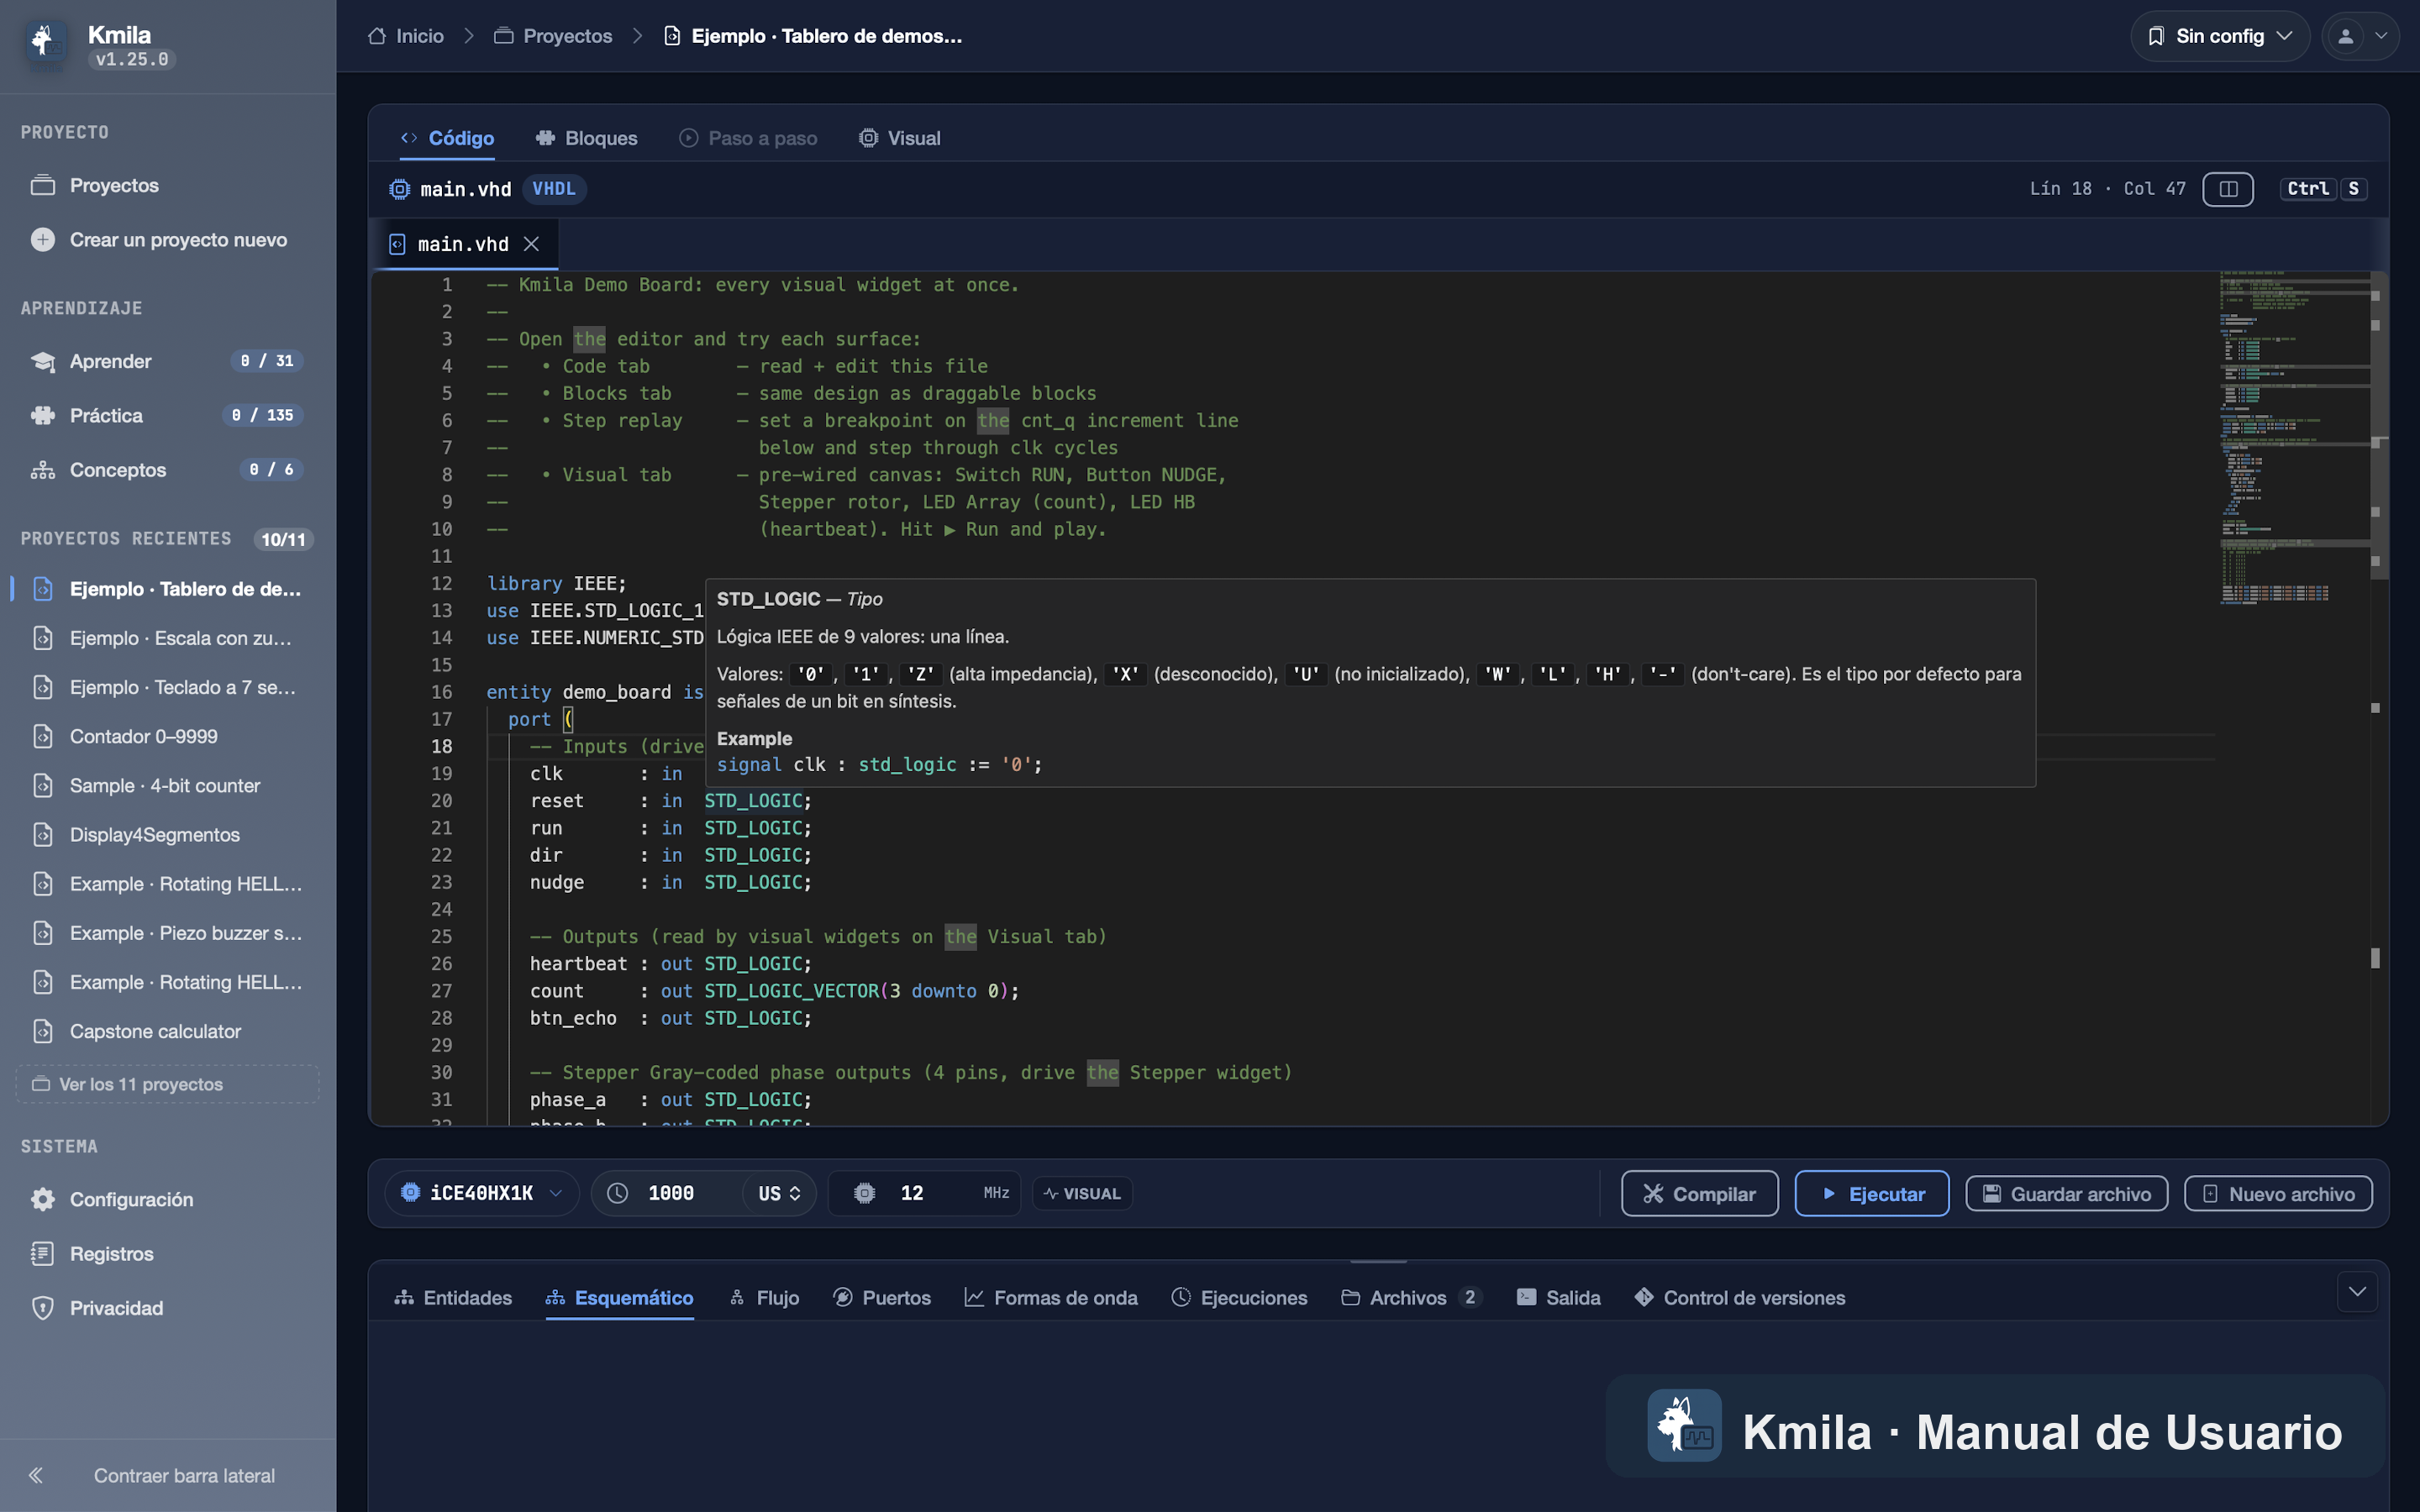 Kmila
v1.25.0
PROYECTO
Proyectos
Crear un proyecto nuevo
APRENDIZAJE
Aprender 0 / 31
Práctica 0 / 135
Conceptos 0 / 6
PROYECTOS RECIENTES 10/11
Ejemplo · Tablero de de...
Ejemplo · Escala con zu...
Ejemplo · Teclado a 7 se...
Contador 0–9999
Sample · 4-bit counter
Display4Segmentos
Example · Rotating HELL...
Example · Piezo buzzer s...
Example · Rotating HELL...
Capstone calculator
Ver los 11 proyectos
SISTEMA
Configuración
Registros
Privacidad
Contraer barra lateral
Inicio > Proyectos > Ejemplo · Tablero de demos...
Sin config
Código Bloques Paso a paso Visual
main.vhd VHDL Lín 18 · Col 47 Ctrl S
main.vhd
1 -- Kmila Demo Board: every visual widget at once.
2 --
3 -- Open the editor and try each surface:
4 -- • Code tab — read + edit this file
5 -- • Blocks tab — same design as draggable blocks
6 -- • Step replay — set a breakpoint on the cnt_q increment line
7 -- below and step through clk cycles
8 -- • Visual tab — pre-wired canvas: Switch RUN, Button NUDGE,
9 -- Stepper rotor, LED Array (count), LED HB
10 -- (heartbeat). Hit ▶ Run and play.
11
12 library IEEE;
13 use IEEE.STD_LOGIC_1
14 use IEEE.NUMERIC_STD
15
16 entity demo_board is
17 port (
18 -- Inputs (drive
19 clk : in
20 reset : in STD_LOGIC;
21 run : in STD_LOGIC;
22 dir : in STD_LOGIC;
23 nudge : in STD_LOGIC;
24
25 -- Outputs (read by visual widgets on the Visual tab)
26 heartbeat : out STD_LOGIC;
27 count : out STD_LOGIC_VECTOR(3 downto 0);
28 btn_echo : out STD_LOGIC;
29
30 -- Stepper Gray-coded phase outputs (4 pins, drive the Stepper widget)
31 phase_a : out STD_LOGIC;
32 phase_b : out STD_LOGIC;
STD_LOGIC — Tipo
Lógica IEEE de 9 valores: una línea.
Valores: '0', '1', 'Z' (alta impedancia), 'X' (desconocido), 'U' (no inicializado), 'W', 'L', 'H', '-' (don't-care). Es el tipo por defecto para
señales de un bit en síntesis.
Example
signal clk : std_logic := '0';
iCE40HX1K 1000 US 12 MHz VISUAL Compilar Ejecutar Guardar archivo Nuevo archivo
Entidades Esquemático Flujo Puertos Formas de onda Ejecuciones Archivos 2 Salida Control de versiones
Kmila · Manual de Usuario